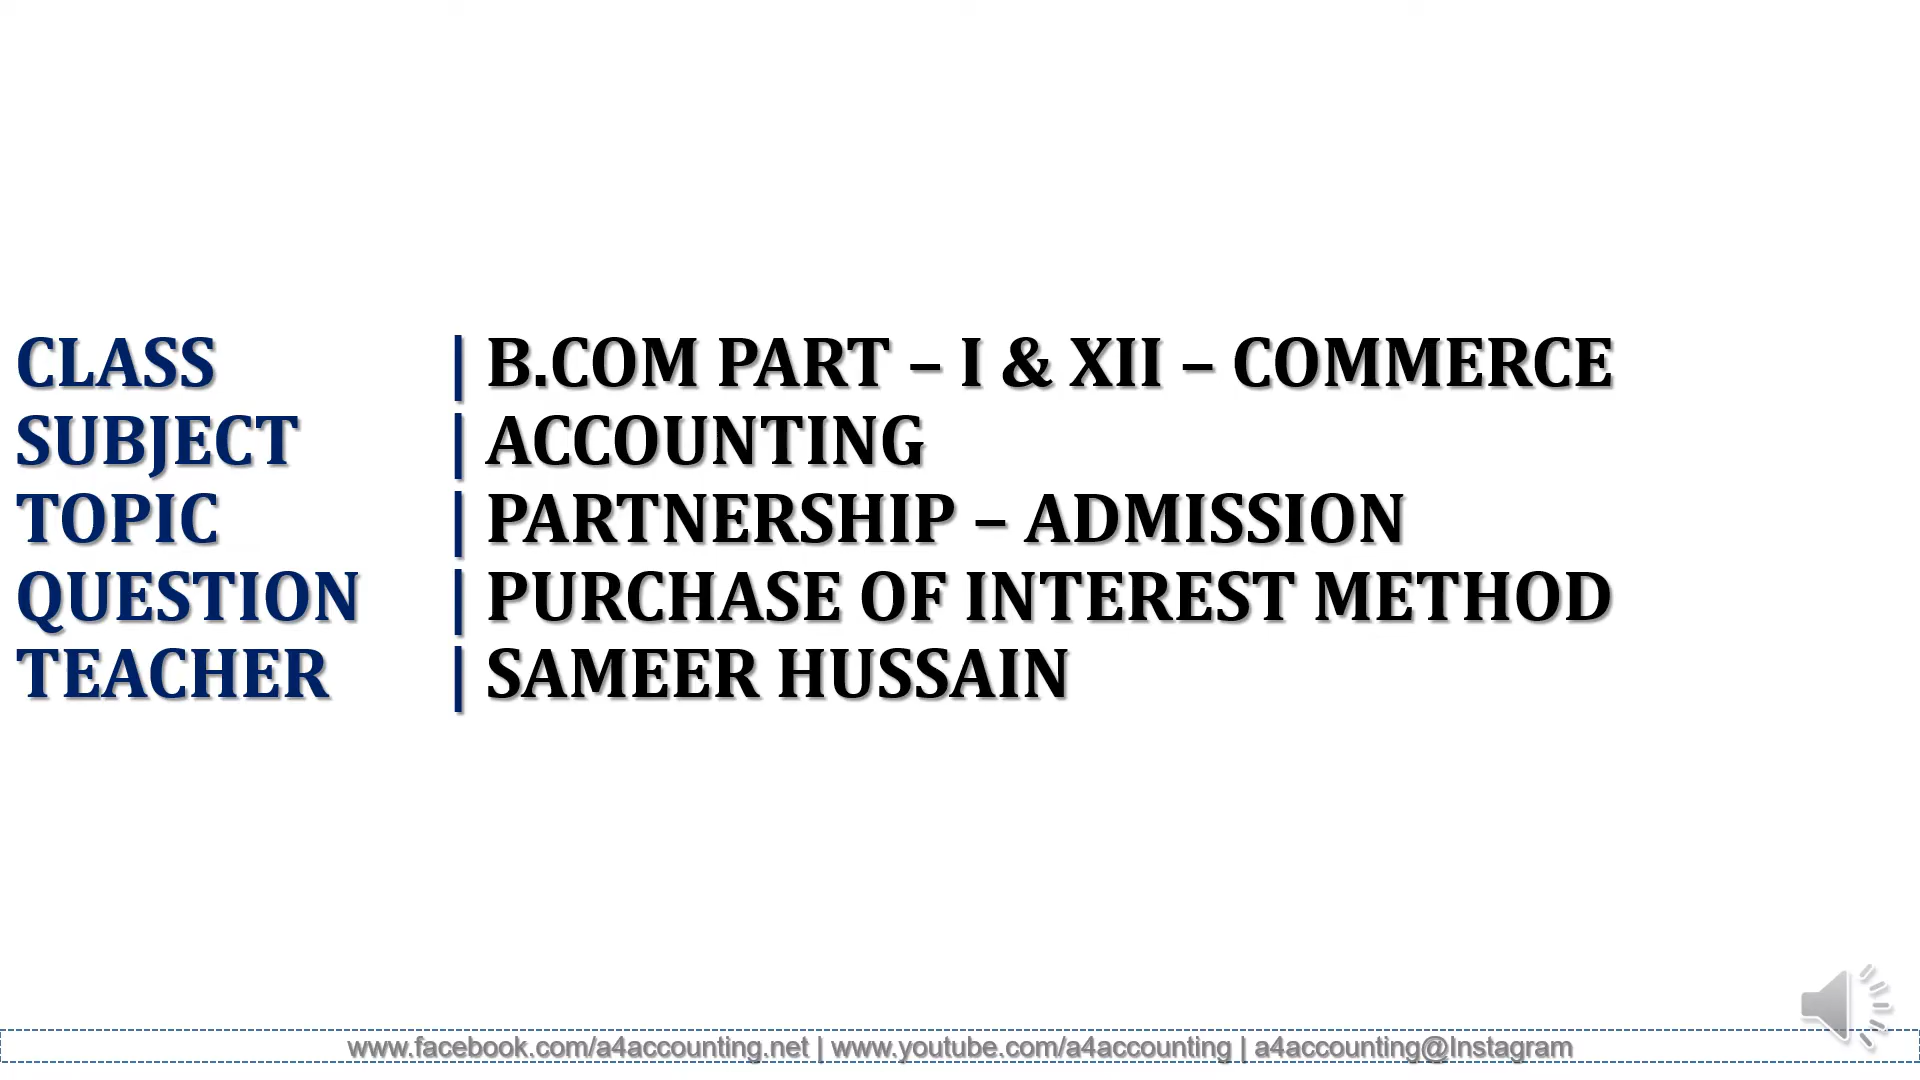 CLASS | B.COM PART – I & XII – COMMERCE
SUBJECT | ACCOUNTING
TOPIC | PARTNERSHIP – ADMISSION
QUESTION | PURCHASE OF INTEREST METHOD
TEACHER | SAMEER HUSSAIN
www.facebook.com/a4accounting.net | www.youtube.com/a4accounting | a4accounting@Instagram